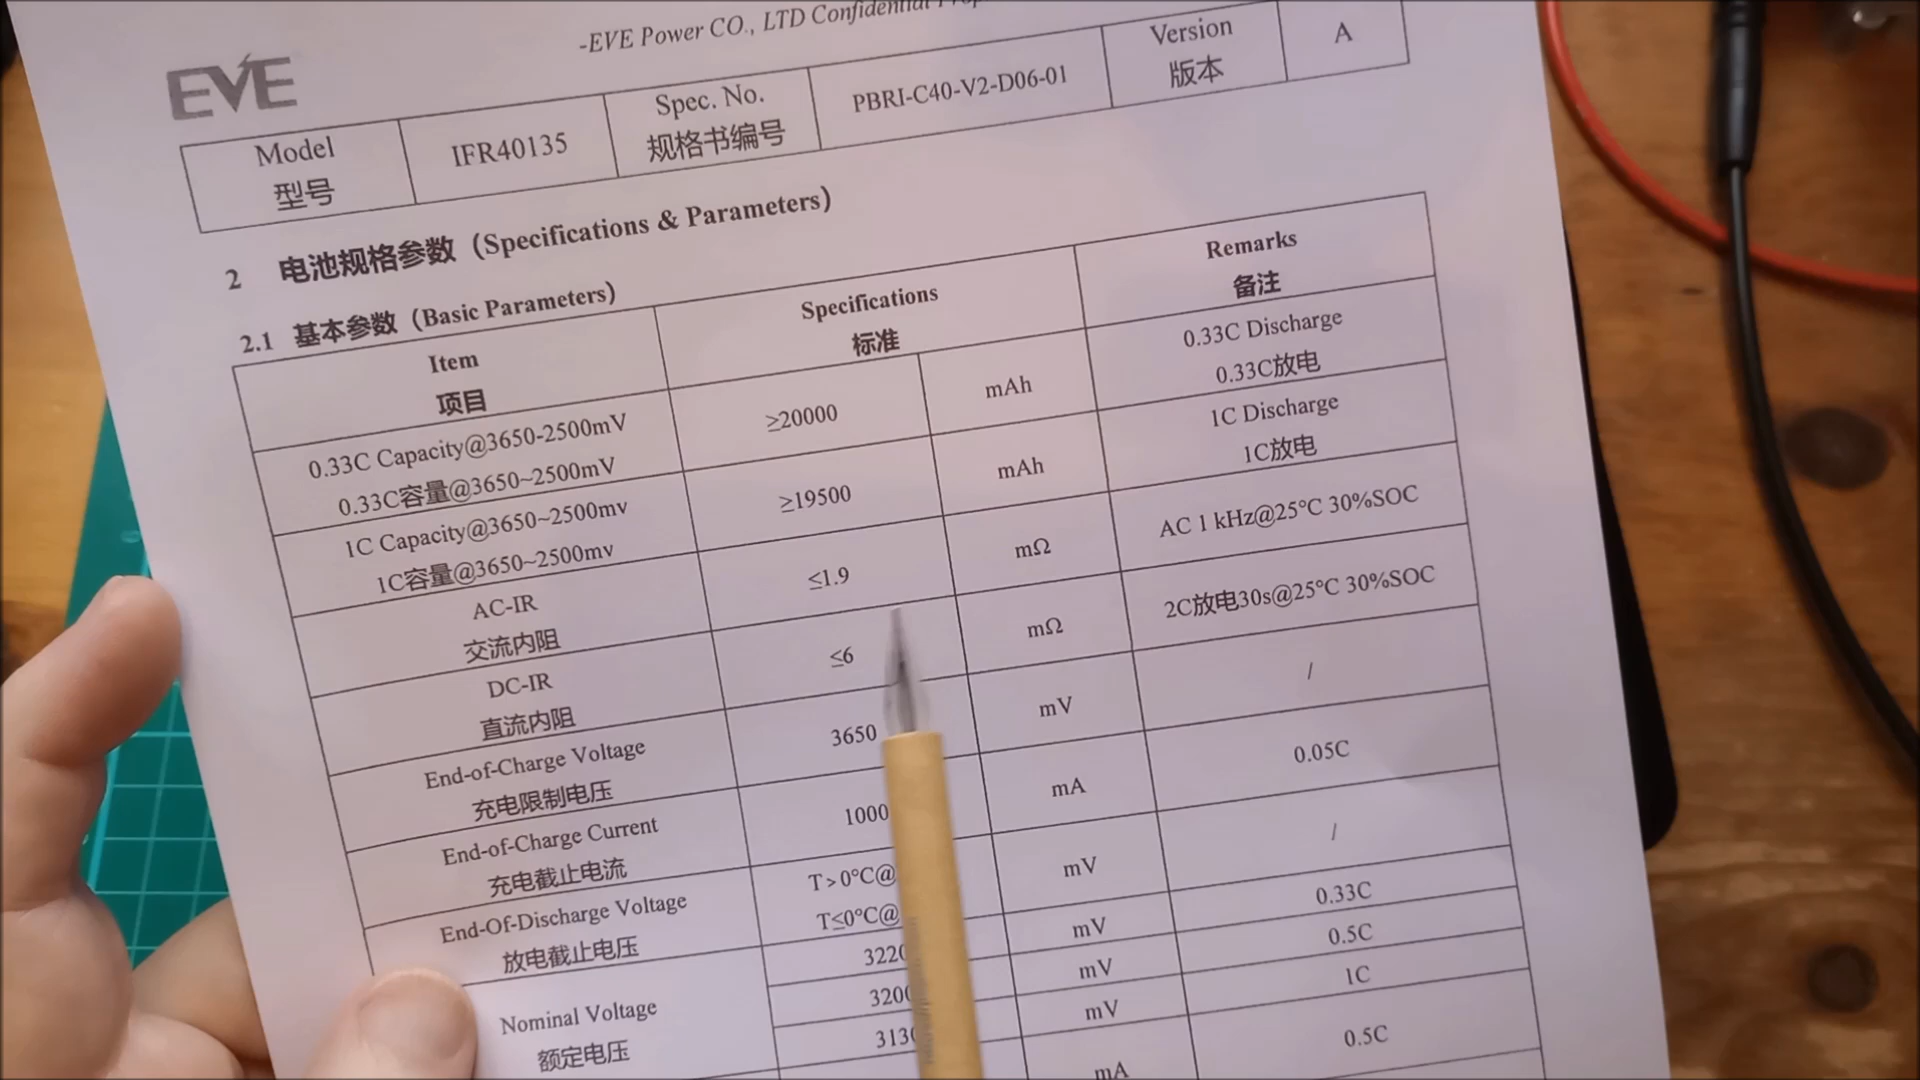 -EVE Power CO., LTD Confidential
EVE
Model
型号
IFR40135
Spec. No.
规格书编号
PBRI-C40-V2-D06-01
Version
版本
A
2 电池规格参数（Specifications & Parameters）
2.1 基本参数（Basic Parameters）
Item
项目
Specifications
标准
Remarks
备注
0.33C Capacity@3650-2500mV
0.33C容量@3650~2500mV
≥20000
mAh
0.33C Discharge
0.33C放电
1C Capacity@3650~2500mv
1C容量@3650~2500mv
≥19500
mAh
1C Discharge
1C放电
AC-IR
交流内阻
≤1.9
mΩ
AC 1 kHz@25℃ 30%SOC
DC-IR
直流内阻
≤6
mΩ
2C放电30s@25℃ 30%SOC
End-of-Charge Voltage
充电限制电压
3650
mV
/
End-of-Charge Current
充电截止电流
1000
mA
0.05C
End-Of-Discharge Voltage
放电截止电压
T>0℃@
T≤0℃@
mV
/
Nominal Voltage
额定电压
3220
mV
0.33C
3200
mV
0.5C
3130
mV
1C
mA
0.5C